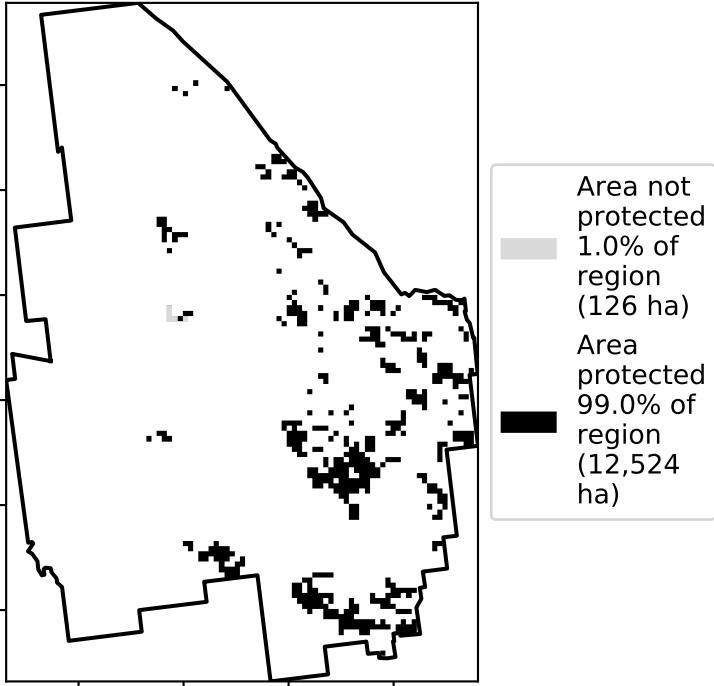 Area not
protected
1.0% of
region
(126 ha)
Area
protected
99.0% of
region
(12,524
ha)